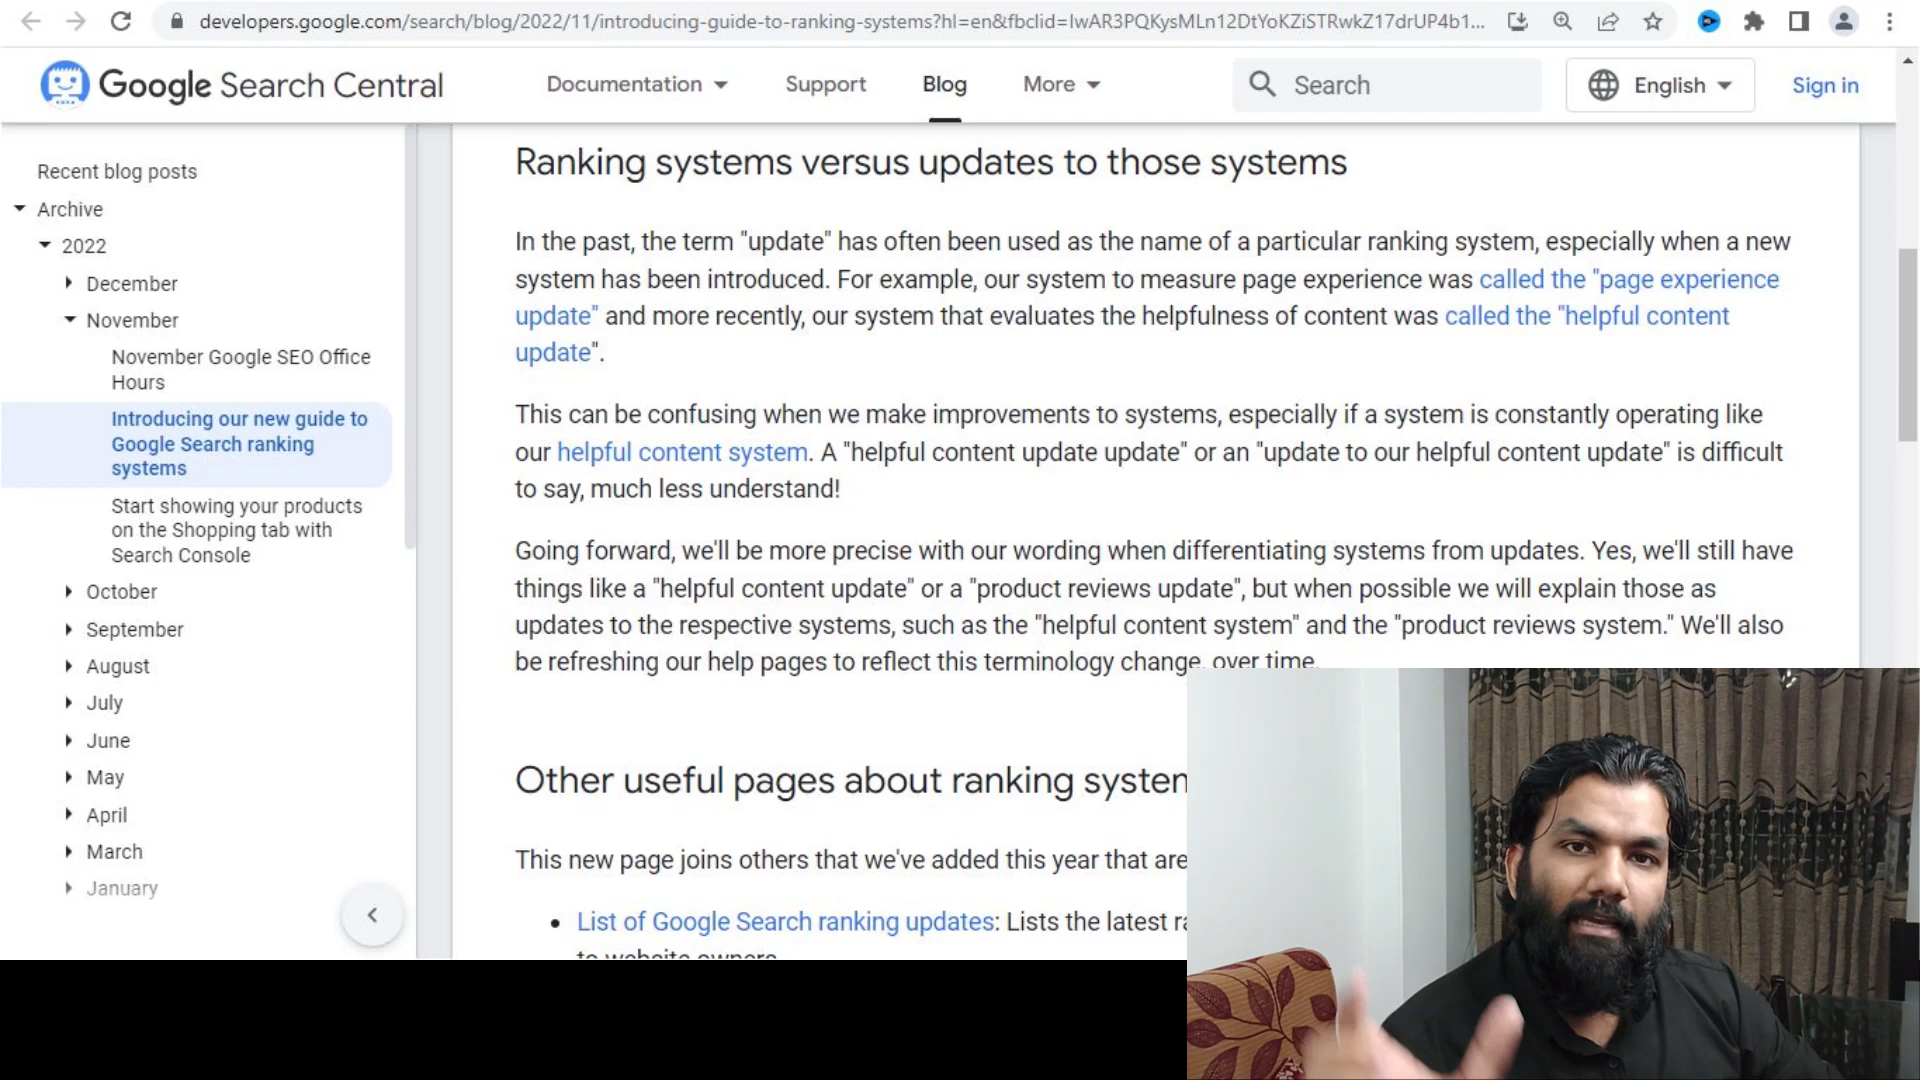 developers.google.com/search/blog/2022/11/introducing-guide-to-ranking-systems?hl=en&fbclid=IwAR3PQKysMLn12DtYoKZiSTRwkZ17drUP4b1...
Google Search Central
Documentation
Support
Blog
More
Search
English
Sign in
Recent blog posts
Archive
2022
December
November
November Google SEO Office
Hours
Introducing our new guide to
Google Search ranking
systems
Start showing your products
on the Shopping tab with
Search Console
October
September
August
July
June
May
April
March
January
Ranking systems versus updates to those systems
In the past, the term "update" has often been used as the name of a particular ranking system, especially when a new
system has been introduced. For example, our system to measure page experience was called the "page experience
update" and more recently, our system that evaluates the helpfulness of content was called the "helpful content
update".
This can be confusing when we make improvements to systems, especially if a system is constantly operating like
our helpful content system. A "helpful content update update" or an "update to our helpful content update" is difficult
to say, much less understand!
Going forward, we'll be more precise with our wording when differentiating systems from updates. Yes, we'll still have
things like a "helpful content update" or a "product reviews update", but when possible we will explain those as
updates to the respective systems, such as the "helpful content system" and the "product reviews system." We'll also
be refreshing our help pages to reflect this terminology change, over time.
Other useful pages about ranking system
This new page joins others that we've added this year that are
List of Google Search ranking updates: Lists the latest ra
to website owners